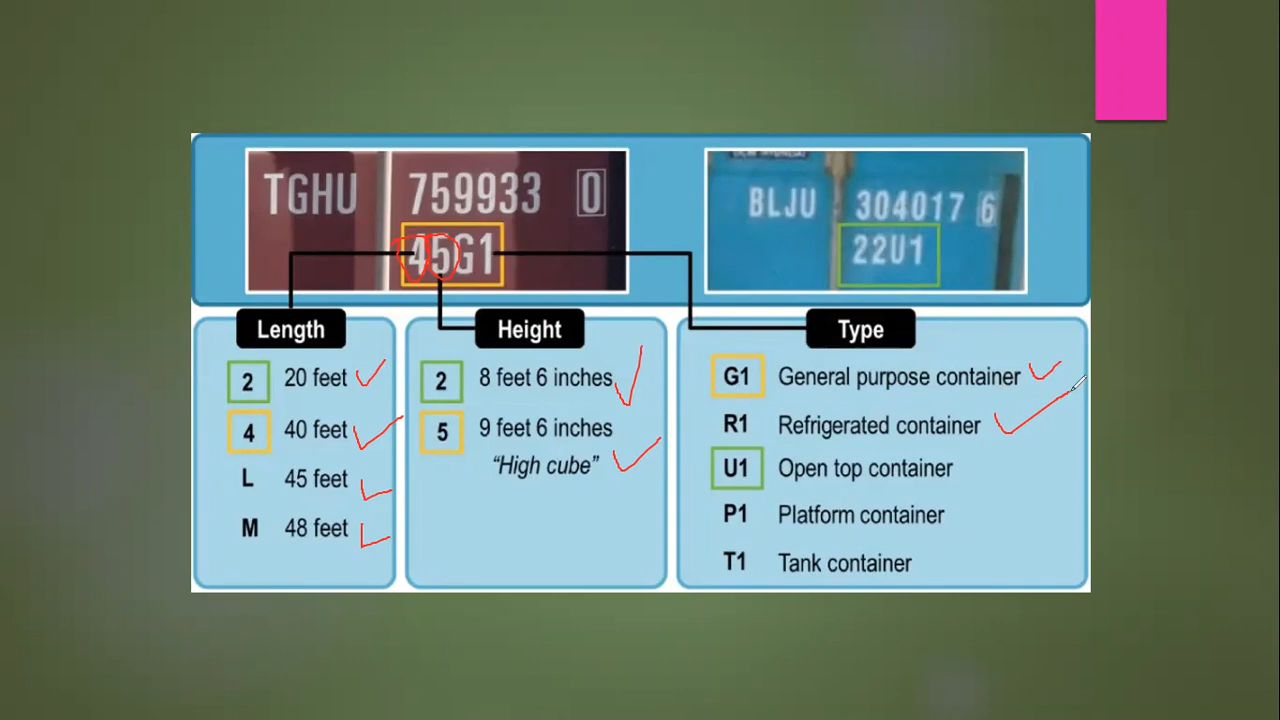 TGHU 759933 0
45G1
BLJU 304017 6
22U1
Length
2 20 feet
4 40 feet
L 45 feet
M 48 feet
Height
2 8 feet 6 inches
5 9 feet 6 inches
“High cube”
Type
G1 General purpose container
R1 Refrigerated container
U1 Open top container
P1 Platform container
T1 Tank container